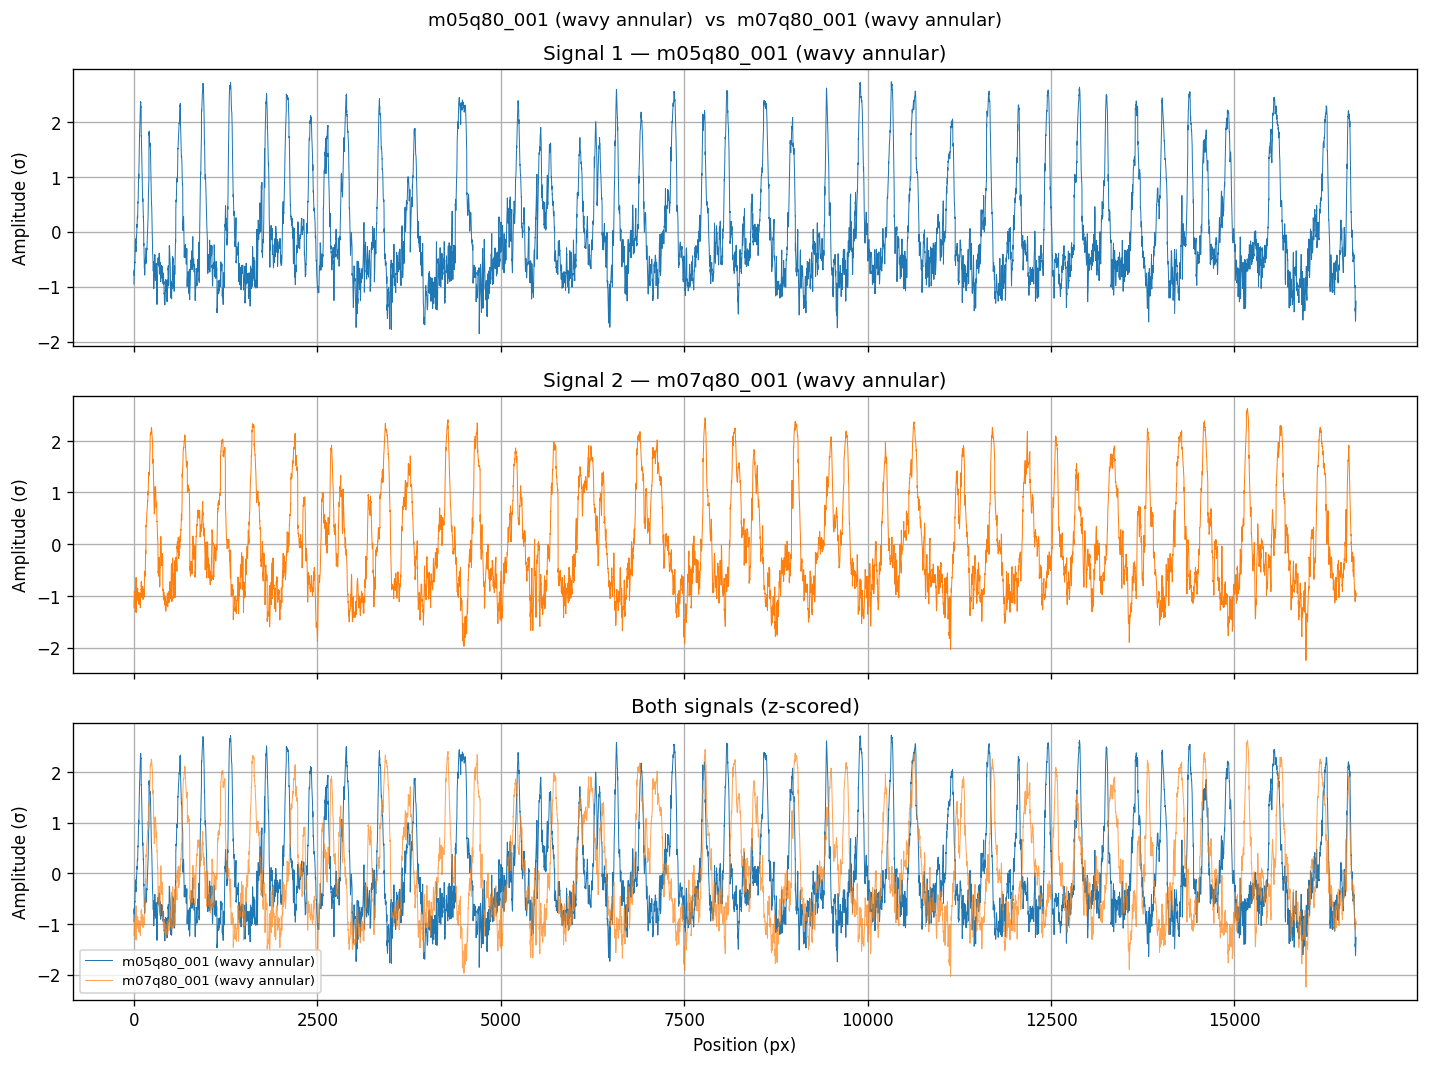 m05q80_001 (wavy annular)  vs  m07q80_001 (wavy annular)
Signal 1 — m05q80_001 (wavy annular)
Amplitude (σ)
2
1
0
−1
−2
Signal 2 — m07q80_001 (wavy annular)
Amplitude (σ)
2
1
0
−1
−2
Both signals (z-scored)
Amplitude (σ)
2
1
0
−1
−2
m05q80_001 (wavy annular)
m07q80_001 (wavy annular)
0 2500 5000 7500 10000 12500 15000
Position (px)